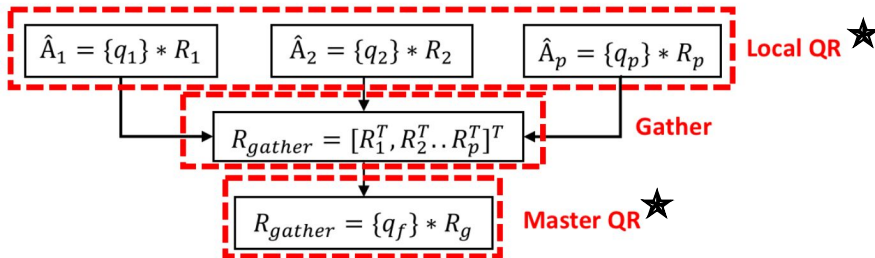 Â₁ = {q₁} ∗ R₁ Â₂ = {q₂} ∗ R₂ Âₚ = {qₚ} ∗ Rₚ Local QR
R_gather = [R₁ᵀ, R₂ᵀ.. Rₚᵀ]ᵀ Gather
R_gather = {q_f} ∗ R_g Master QR